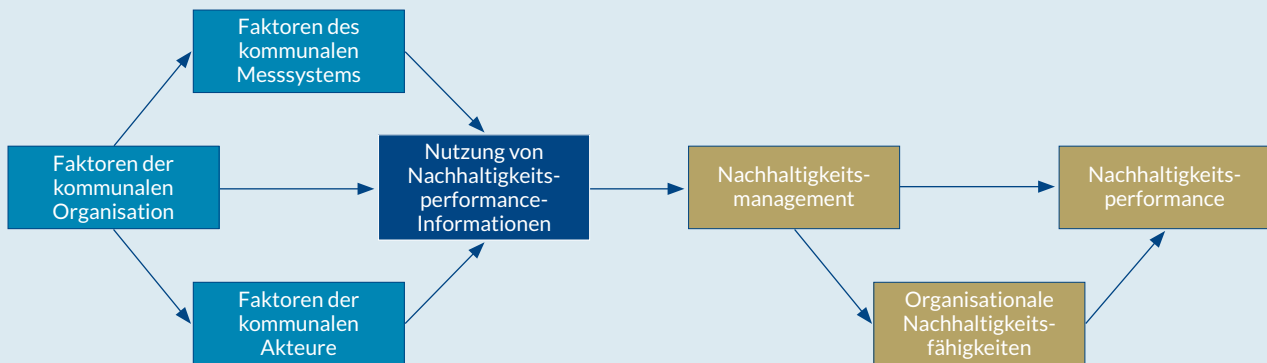 Faktoren des
kommunalen
Messsystems
Faktoren der
kommunalen
Organisation
Nutzung von
Nachhaltigkeits-
performance-
Informationen
Nachhaltigkeits-
management
Nachhaltigkeits-
performance
Faktoren der
kommunalen
Akteure
Organisationale
Nachhaltigkeits-
fähigkeiten